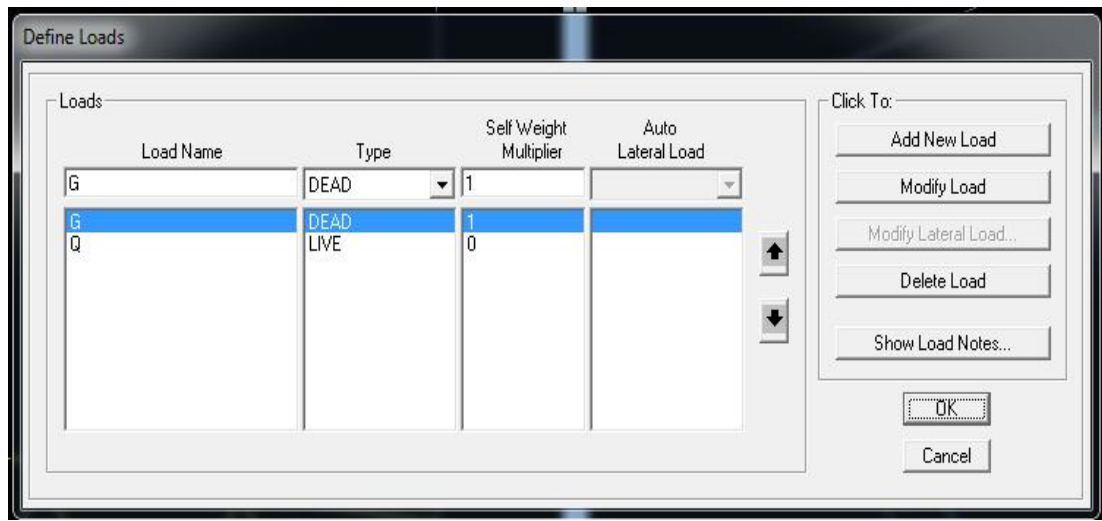 Define Loads
Loads
Click To:
Load Name
Type
Self Weight
Multiplier
Auto
Lateral Load
G
DEAD
1
G
DEAD
1
Q
LIVE
0
Add New Load
Modify Load
Modify Lateral Load...
Delete Load
Show Load Notes...
OK
Cancel